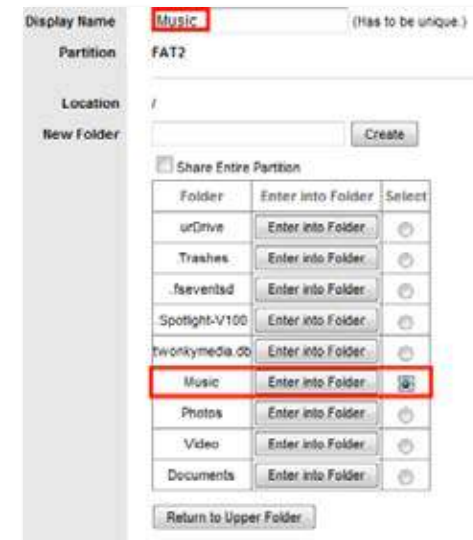 Display Name Music (Has to be unique.)
Partition FAT2
Location /
New Folder Create
Share Entire Partition
Folder Enter into Folder Select
urDrive Enter into Folder
Trashes Enter into Folder
.fseventsd Enter into Folder
Spotlight-V100 Enter into Folder
twonkymedia.db Enter into Folder
Music Enter into Folder
Photos Enter into Folder
Video Enter into Folder
Documents Enter into Folder
Return to Upper Folder